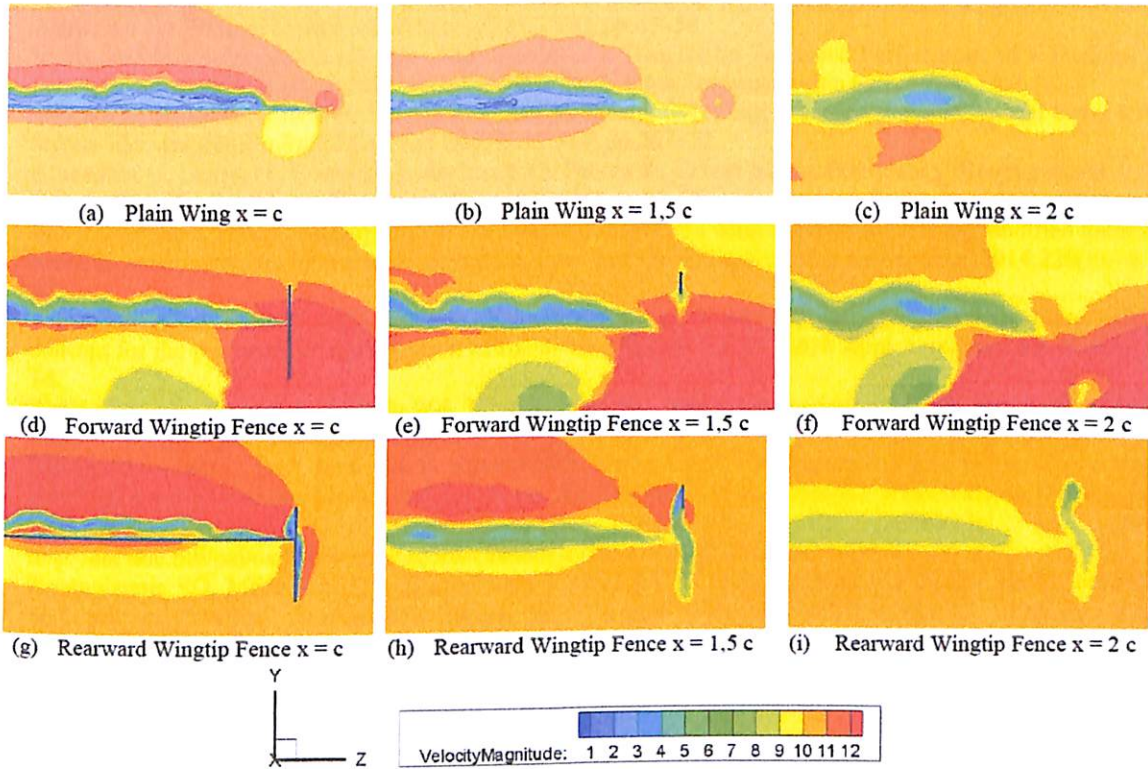 (a) Plain Wing x = c
(b) Plain Wing x = 1,5 c
(c) Plain Wing x = 2 c
(d) Forward Wingtip Fence x = c
(e) Forward Wingtip Fence x = 1,5 c
(f) Forward Wingtip Fence x = 2 c
(g) Rearward Wingtip Fence x = c
(h) Rearward Wingtip Fence x = 1,5 c
(i) Rearward Wingtip Fence x = 2 c
Y
X Z
VelocityMagnitude: 1 2 3 4 5 6 7 8 9 10 11 12